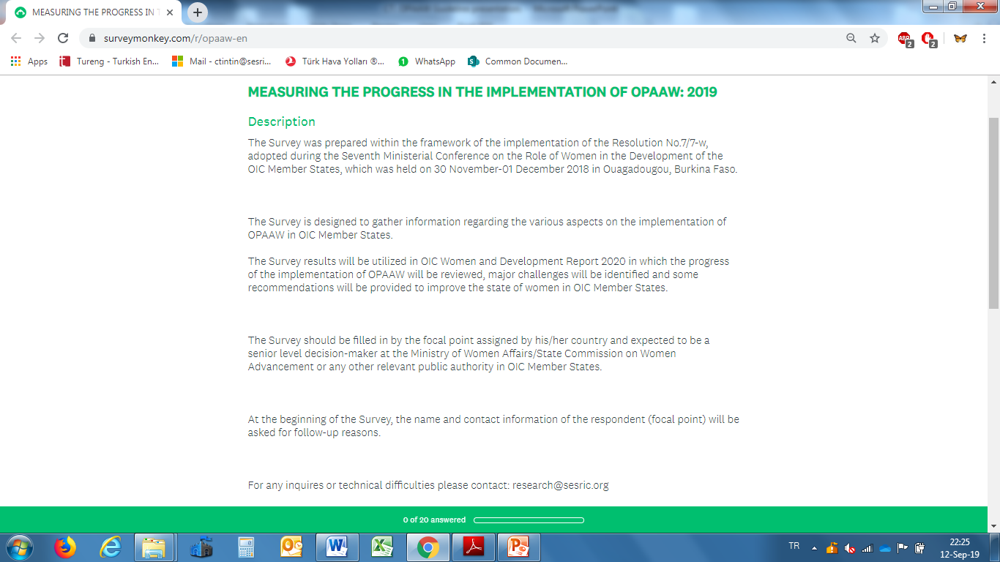 MEASURING THE PROGRESS IN T
surveymonkey.com/r/opaaw-en
ABP
2
2
Apps
Tureng - Turkish En...
Mail - ctintin@sesri...
Türk Hava Yolları ®...
1
WhatsApp
S
Common Documen...
MEASURING THE PROGRESS IN THE IMPLEMENTATION OF OPAAW: 2019
Description
The Survey was prepared within the framework of the implementation of the Resolution No.7/7-w,
adopted during the Seventh Ministerial Conference on the Role of Women in the Development of the
OIC Member States, which was held on 30 November-01 December 2018 in Ouagadougou, Burkina Faso.
The Survey is designed to gather information regarding the various aspects on the implementation of
OPAAW in OIC Member States.
The Survey results will be utilized in OIC Women and Development Report 2020 in which the progress
of the implementation of OPAAW will be reviewed, major challenges will be identified and some
recommendations will be provided to improve the state of women in OIC Member States.
The Survey should be filled in by the focal point assigned by his/her country and expected to be a
senior level decision-maker at the Ministry of Women Affairs/State Commission on Women
Advancement or any other relevant public authority in OIC Member States.
At the beginning of the Survey, the name and contact information of the respondent (focal point) will be
asked for follow-up reasons.
For any inquires or technical difficulties please contact: research@sesric.org
0 of 20 answered
TR
22:25
12-Sep-19